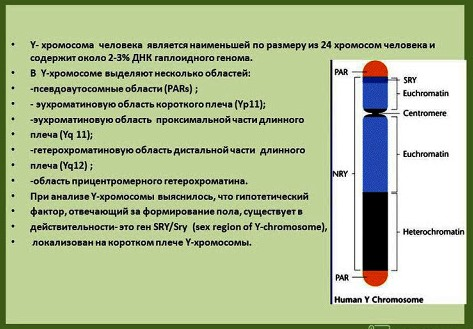 Y- хромосома человека является наименьшей по размеру из 24 хромосом человека и
содержит около 2-3% ДНК гаплоидного генома.
В Y-хромосоме выделяют несколько областей:
-псевдоаутосомные области (PARs) ;
- эухроматиновую область короткого плеча (Yp11);
-эухроматиновую область проксимальной части длинного
плеча (Yq 11);
-гетерохроматиновую область дистальной части длинного
плеча (Yq12) ;
-область прицентромерного гетерохроматина.
При анализе Y-хромосомы выяснилось, что гипотетический
фактор, отвечающий за формирование пола, существует в
действительности- это ген SRY/Sry (sex region of Y-chromosome),
локализован на коротком плече Y-хромосомы.
PAR
SRY
Euchromatin
Centromere
Euchromatin
NRY
Heterochromatin
PAR
Human Y Chromosome